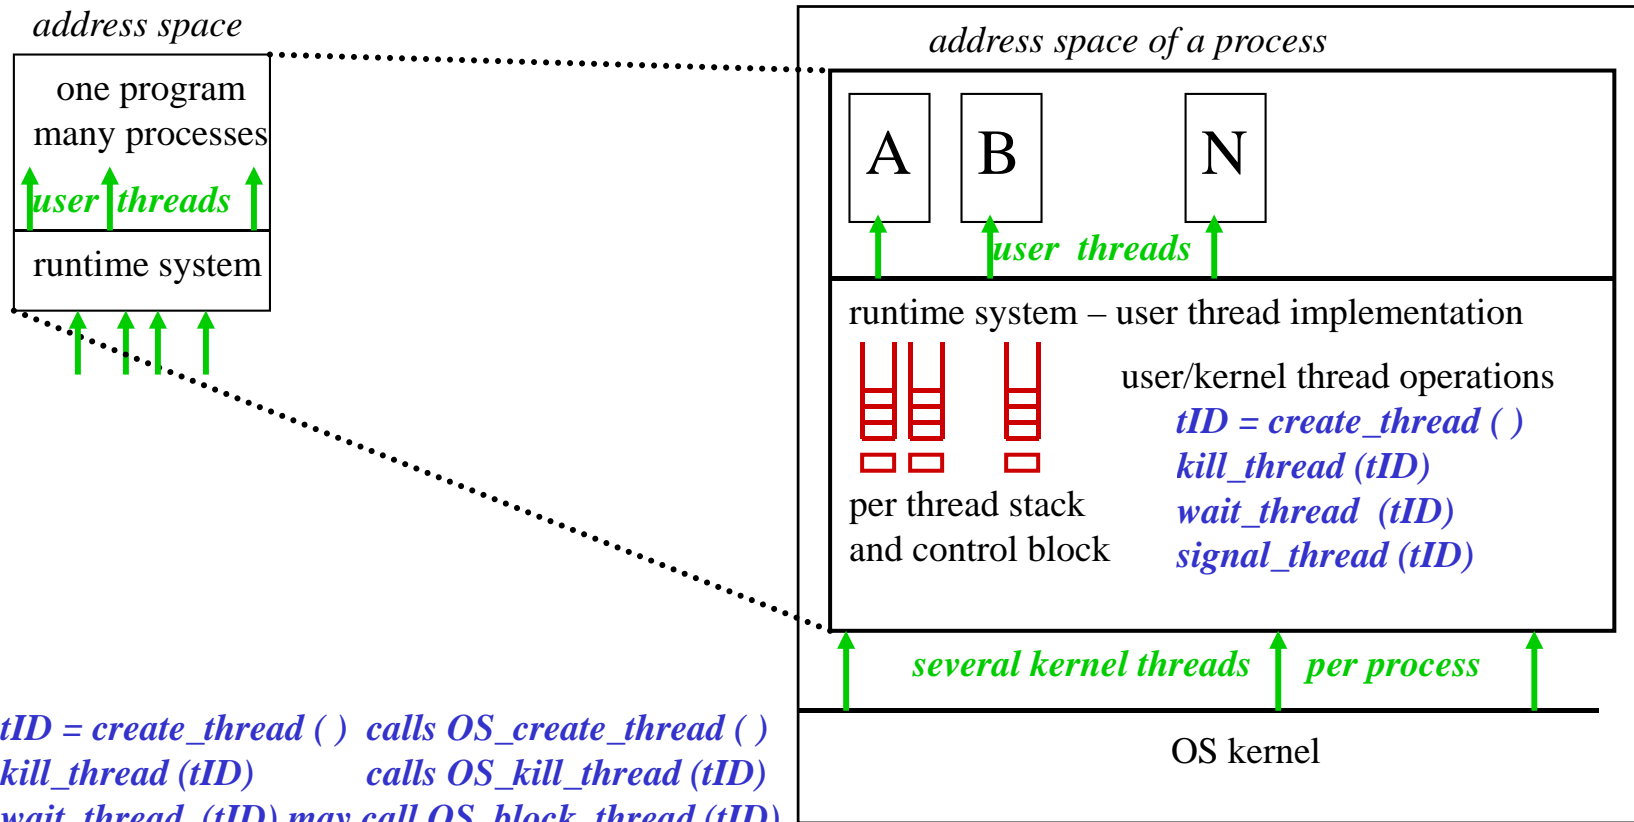 address space
one program
many processes
user threads
runtime system
address space of a process
A B N
user threads
runtime system – user thread implementation
user/kernel thread operations
tID = create_thread ( )
kill_thread (tID)
wait_thread (tID)
signal_thread (tID)
per thread stack
and control block
several kernel threads per process
OS kernel
tID = create_thread ( ) calls OS_create_thread ( )
kill_thread (tID) calls OS_kill_thread (tID)
wait_thread (tID) may call OS_block_thread (tID)